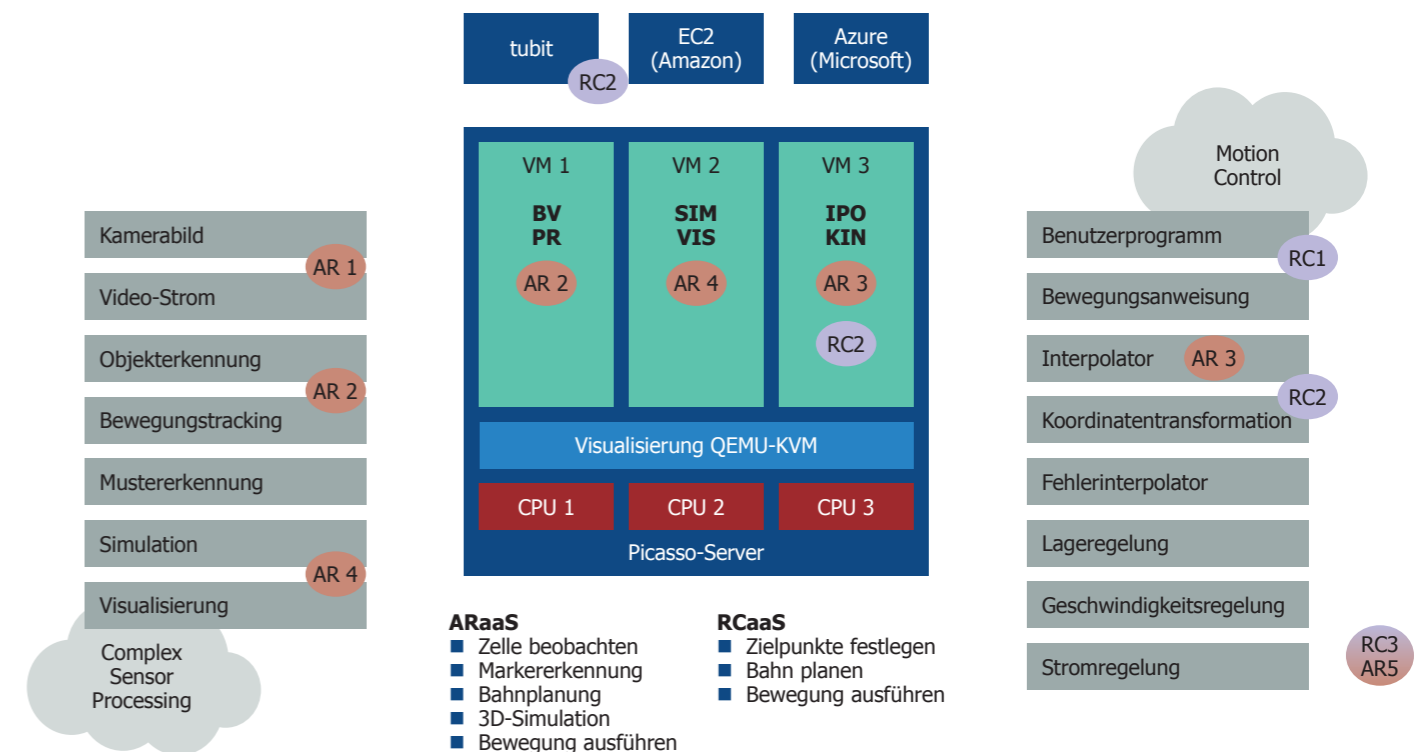 tubit
RC2
EC2
(Amazon)
Azure
(Microsoft)
Kamerabild
AR 1
Video-Strom
Objekterkennung
AR 2
Bewegungstracking
Mustererkennung
Simulation
AR 4
Visualisierung
Complex
Sensor
Processing
VM 1
BV
PR
AR 2
VM 2
SIM
VIS
AR 4
VM 3
IPO
KIN
AR 3
RC2
Visualisierung QEMU-KVM
CPU 1
CPU 2
CPU 3
Picasso-Server
ARaaS
Zelle beobachten
Markererkennung
Bahnplanung
3D-Simulation
Bewegung ausführen
RCaaS
Zielpunkte festlegen
Bahn planen
Bewegung ausführen
Motion
Control
Benutzerprogramm
RC1
Bewegungsanweisung
Interpolator
AR 3
RC2
Koordinatentransformation
Fehlerinterpolator
Lageregelung
Geschwindigkeitsregelung
Stromregelung
RC3
AR5